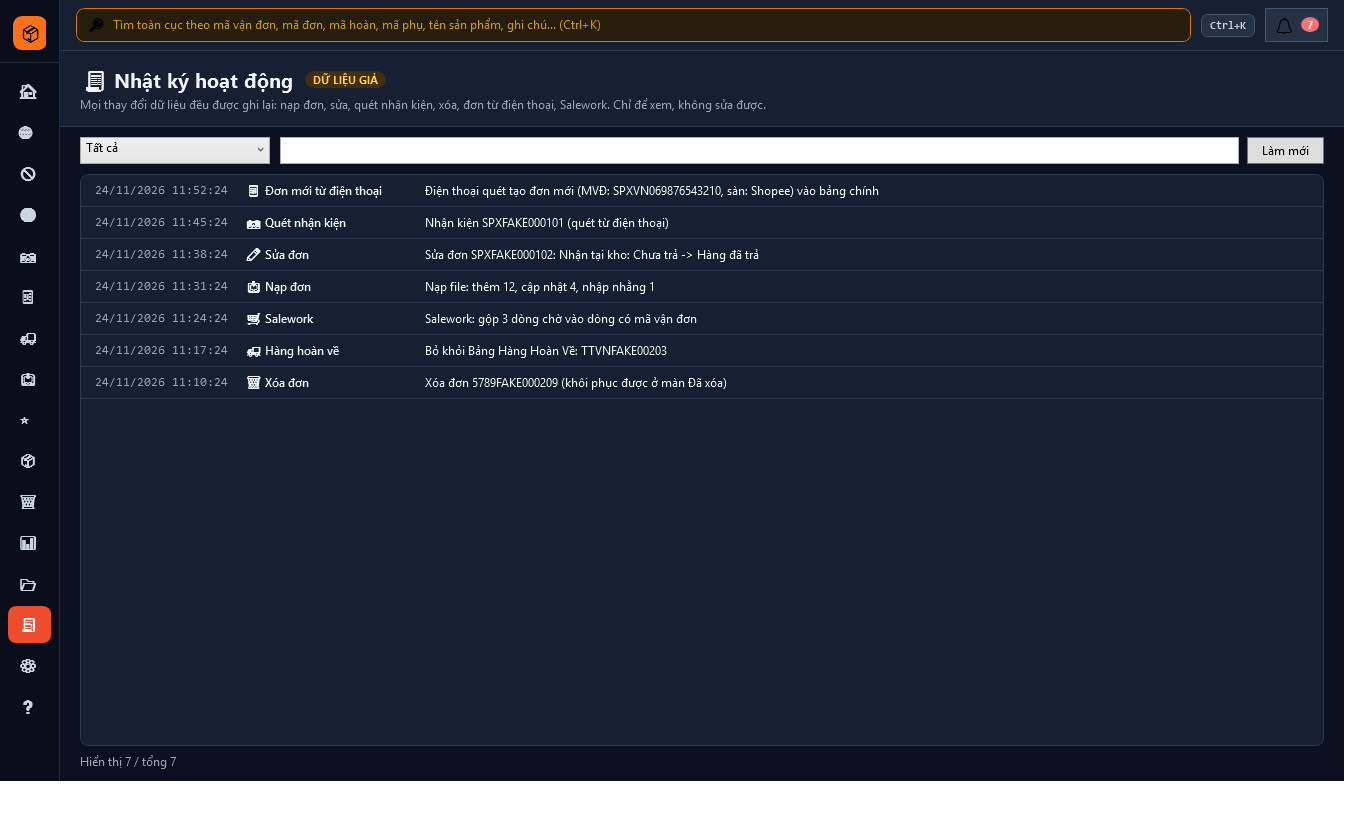 Tìm toàn cục theo mã vận đơn, mã đơn, mã hoàn, mã phụ, tên sản phẩm, ghi chú... (Ctrl+K)
Ctrl+K
7
Nhật ký hoạt động
DỮ LIỆU GIẢ
Mọi thay đổi dữ liệu đều được ghi lại: nạp đơn, sửa, quét nhận kiện, xóa, đơn từ điện thoại, Salework. Chỉ để xem, không sửa được.
Tất cả
Làm mới
24/11/2026 11:52:24 Đơn mới từ điện thoại Điện thoại quét tạo đơn mới (MVĐ: SPXVN069876543210, sàn: Shopee) vào bảng chính
24/11/2026 11:45:24 Quét nhận kiện Nhận kiện SPXFAKE000101 (quét từ điện thoại)
24/11/2026 11:38:24 Sửa đơn Sửa đơn SPXFAKE000102: Nhận tại kho: Chưa trả -> Hàng đã trả
24/11/2026 11:31:24 Nạp đơn Nạp file: thêm 12, cập nhật 4, nhập nhằng 1
24/11/2026 11:24:24 Salework Salework: gộp 3 dòng chờ vào dòng có mã vận đơn
24/11/2026 11:17:24 Hàng hoàn về Bỏ khỏi Bảng Hàng Hoàn Về: TTVNFAKE00203
24/11/2026 11:10:24 Xóa đơn Xóa đơn 5789FAKE000209 (khôi phục được ở màn Đã xóa)
Hiển thị 7 / tổng 7